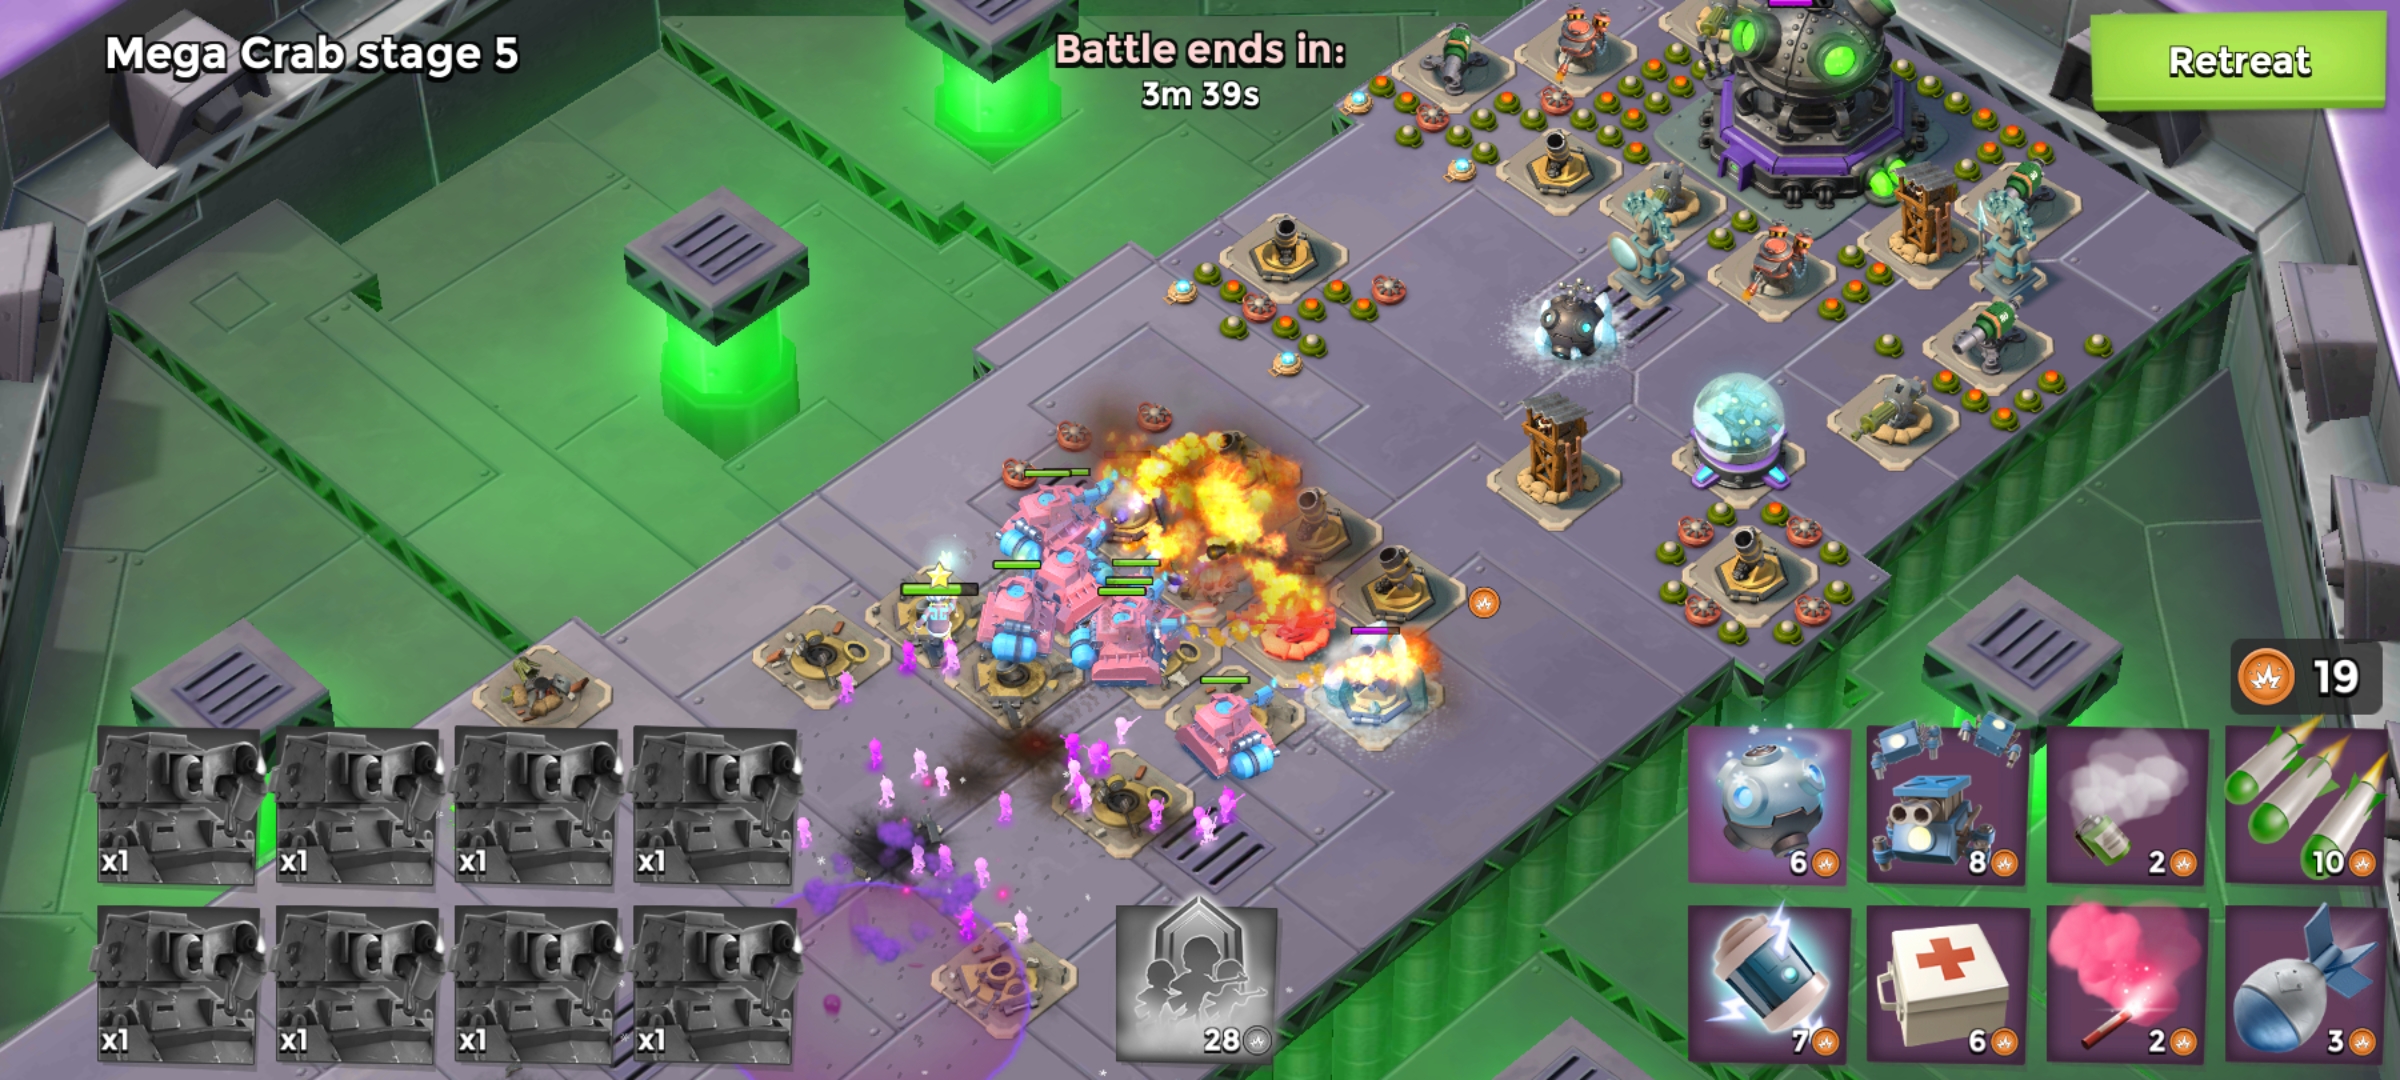 Mega Crab stage 5
Battle ends in:
3m 39s
Retreat
19
x1 x1 x1 x1
6 8 2 10
x1 x1 x1 x1
28
7 6 2 3